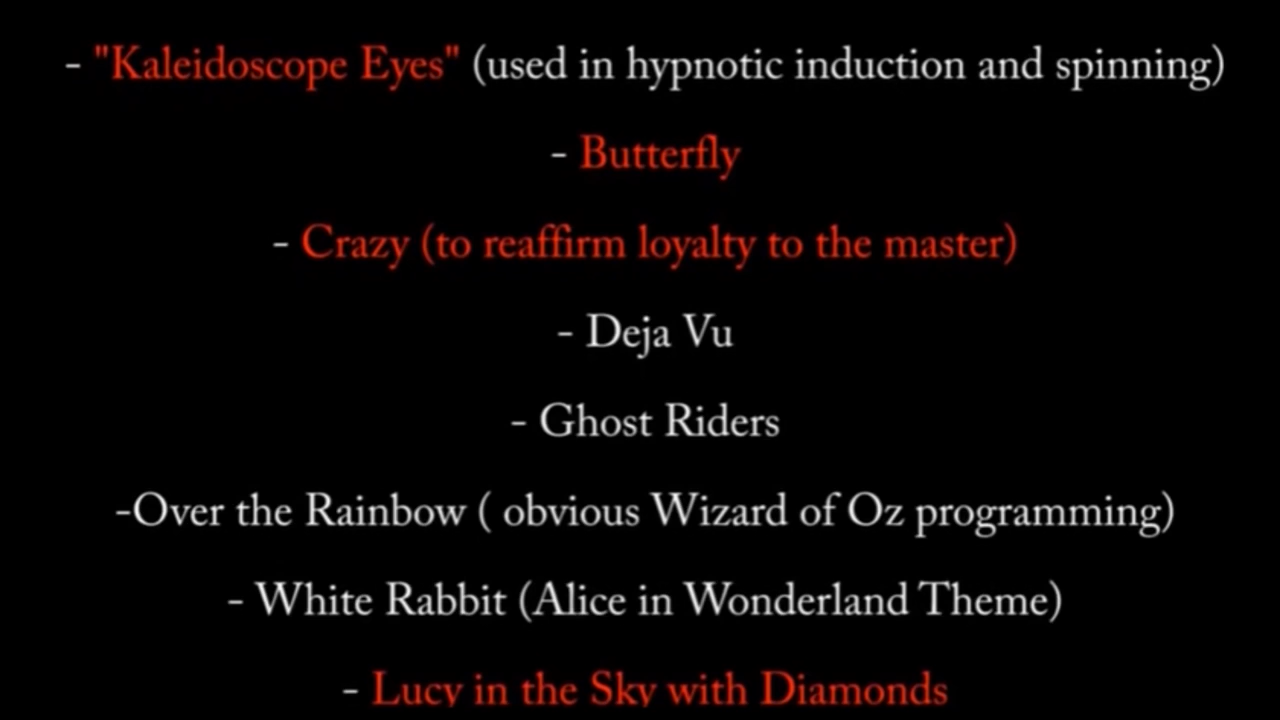 - "Kaleidoscope Eyes" (used in hypnotic induction and spinning)
- Butterfly
- Crazy (to reaffirm loyalty to the master)
- Deja Vu
- Ghost Riders
-Over the Rainbow ( obvious Wizard of Oz programming)
- White Rabbit (Alice in Wonderland Theme)
- Lucy in the Sky with Diamonds